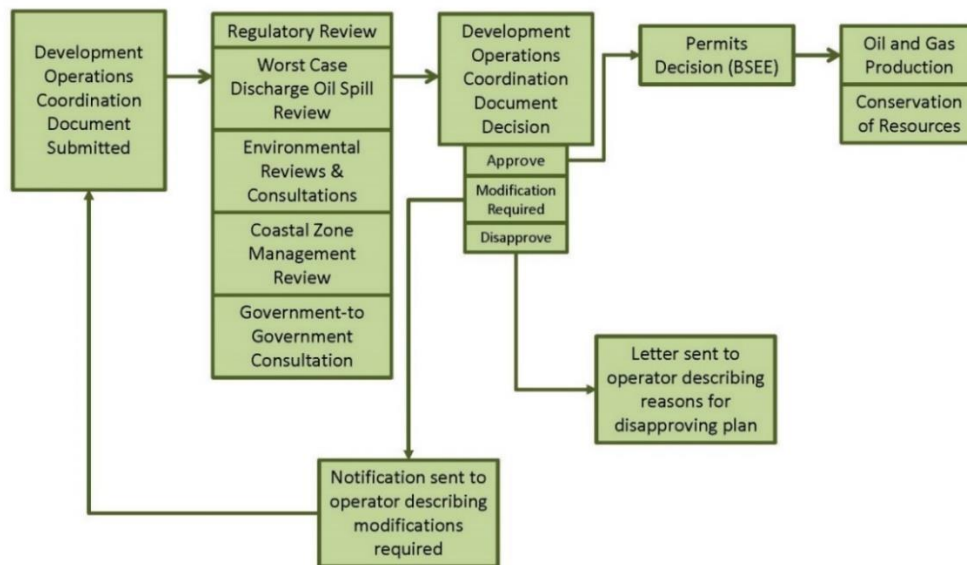 Development
Operations
Coordination
Document
Submitted
Regulatory Review
Worst Case
Discharge Oil Spill
Review
Environmental
Reviews &
Consultations
Coastal Zone
Management
Review
Government-to
Government
Consultation
Development
Operations
Coordination
Document
Decision
Approve
Modification
Required
Disapprove
Permits
Decision (BSEE)
Oil and Gas
Production
Conservation
of Resources
Letter sent to
operator describing
reasons for
disapproving plan
Notification sent to
operator describing
modifications
required